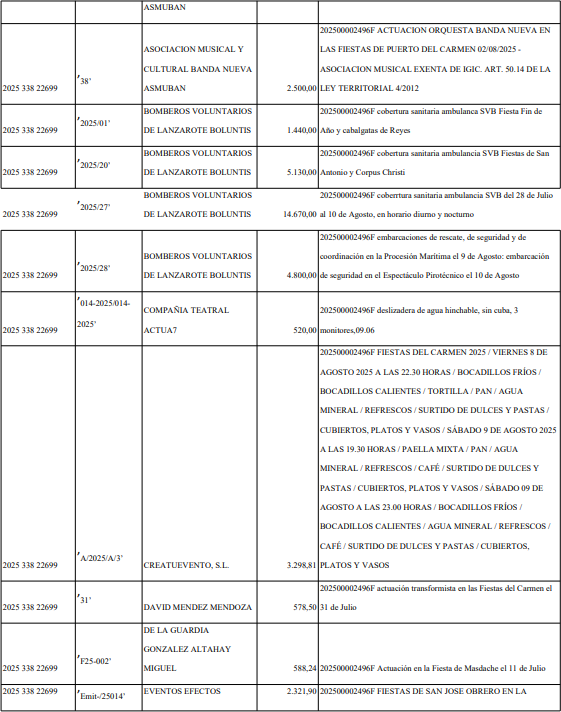 ASMUBAN
2025 338 22699
'38'
ASOCIACION MUSICAL Y
CULTURAL BANDA NUEVA
ASMUBAN
2.500,00
202500002496F ACTUACION ORQUESTA BANDA NUEVA EN
LAS FIESTAS DE PUERTO DEL CARMEN 02/08/2025 -
ASOCIACION MUSICAL EXENTA DE IGIC. ART. 50.14 DE LA
LEY TERRITORIAL 4/2012
2025 338 22699
'2025/01'
BOMBEROS VOLUNTARIOS
DE LANZAROTE BOLUNTIS
1.440,00
202500002496F cobertura sanitaria ambulanca SVB Fiesta Fin de
Año y cabalgatas de Reyes
2025 338 22699
'2025/20'
BOMBEROS VOLUNTARIOS
DE LANZAROTE BOLUNTIS
5.130,00
202500002496F cobertura sanitaria ambulancia SVB Fiestas de San
Antonio y Corpus Christi
2025 338 22699
'2025/27'
BOMBEROS VOLUNTARIOS
DE LANZAROTE BOLUNTIS
14.670,00
202500002496F coberrtura sanitaria ambulancia SVB del 28 de Julio
al 10 de Agosto, en horario diurno y nocturno
2025 338 22699
'2025/28'
BOMBEROS VOLUNTARIOS
DE LANZAROTE BOLUNTIS
4.800,00
202500002496F embarcaciones de rescate, de seguridad y de
coordinación en la Procesión Marítima el 9 de Agosto: embarcación
de seguridad en el Espectáculo Pirotécnico el 10 de Agosto
2025 338 22699
'014-2025/014-
2025'
COMPAÑIA TEATRAL
ACTUA7
520,00
202500002496F deslizadera de agua hinchable, sin cuba, 3
monitores,09.06
2025 338 22699
'A/2025/A/3'
CREATUEVENTO, S.L.
3.298,81
202500002496F FIESTAS DEL CARMEN 2025 / VIERNES 8 DE
AGOSTO 2025 A LAS 22.30 HORAS / BOCADILLOS FRÍOS /
BOCADILLOS CALIENTES / TORTILLA / PAN / AGUA
MINERAL / REFRESCOS / SURTIDO DE DULCES Y PASTAS /
CUBIERTOS, PLATOS Y VASOS / SÁBADO 9 DE AGOSTO 2025
A LAS 19.30 HORAS / PAELLA MIXTA / PAN / AGUA
MINERAL / REFRESCOS / CAFÉ / SURTIDO DE DULCES Y
PASTAS / CUBIERTOS, PLATOS Y VASOS / SÁBADO 09 DE
AGOSTO A LAS 23.00 HORAS / BOCADILLOS FRÍOS /
BOCADILLOS CALIENTES / AGUA MINERAL / REFRESCOS /
CAFÉ / SURTIDO DE DULCES Y PASTAS / CUBIERTOS,
PLATOS Y VASOS
2025 338 22699
'31'
DAVID MENDEZ MENDOZA
578,50
202500002496F actuación transformista en las Fiestas del Carmen el
31 de Julio
2025 338 22699
'F25-002'
DE LA GUARDIA
GONZALEZ ALTAHAY
MIGUEL
588,24
202500002496F Actuación en la Fiesta de Masdache el 11 de Julio
2025 338 22699
'Emit-/25014'
EVENTOS EFECTOS
2.321,90
202500002496F FIESTAS DE SAN JOSE OBRERO EN LA